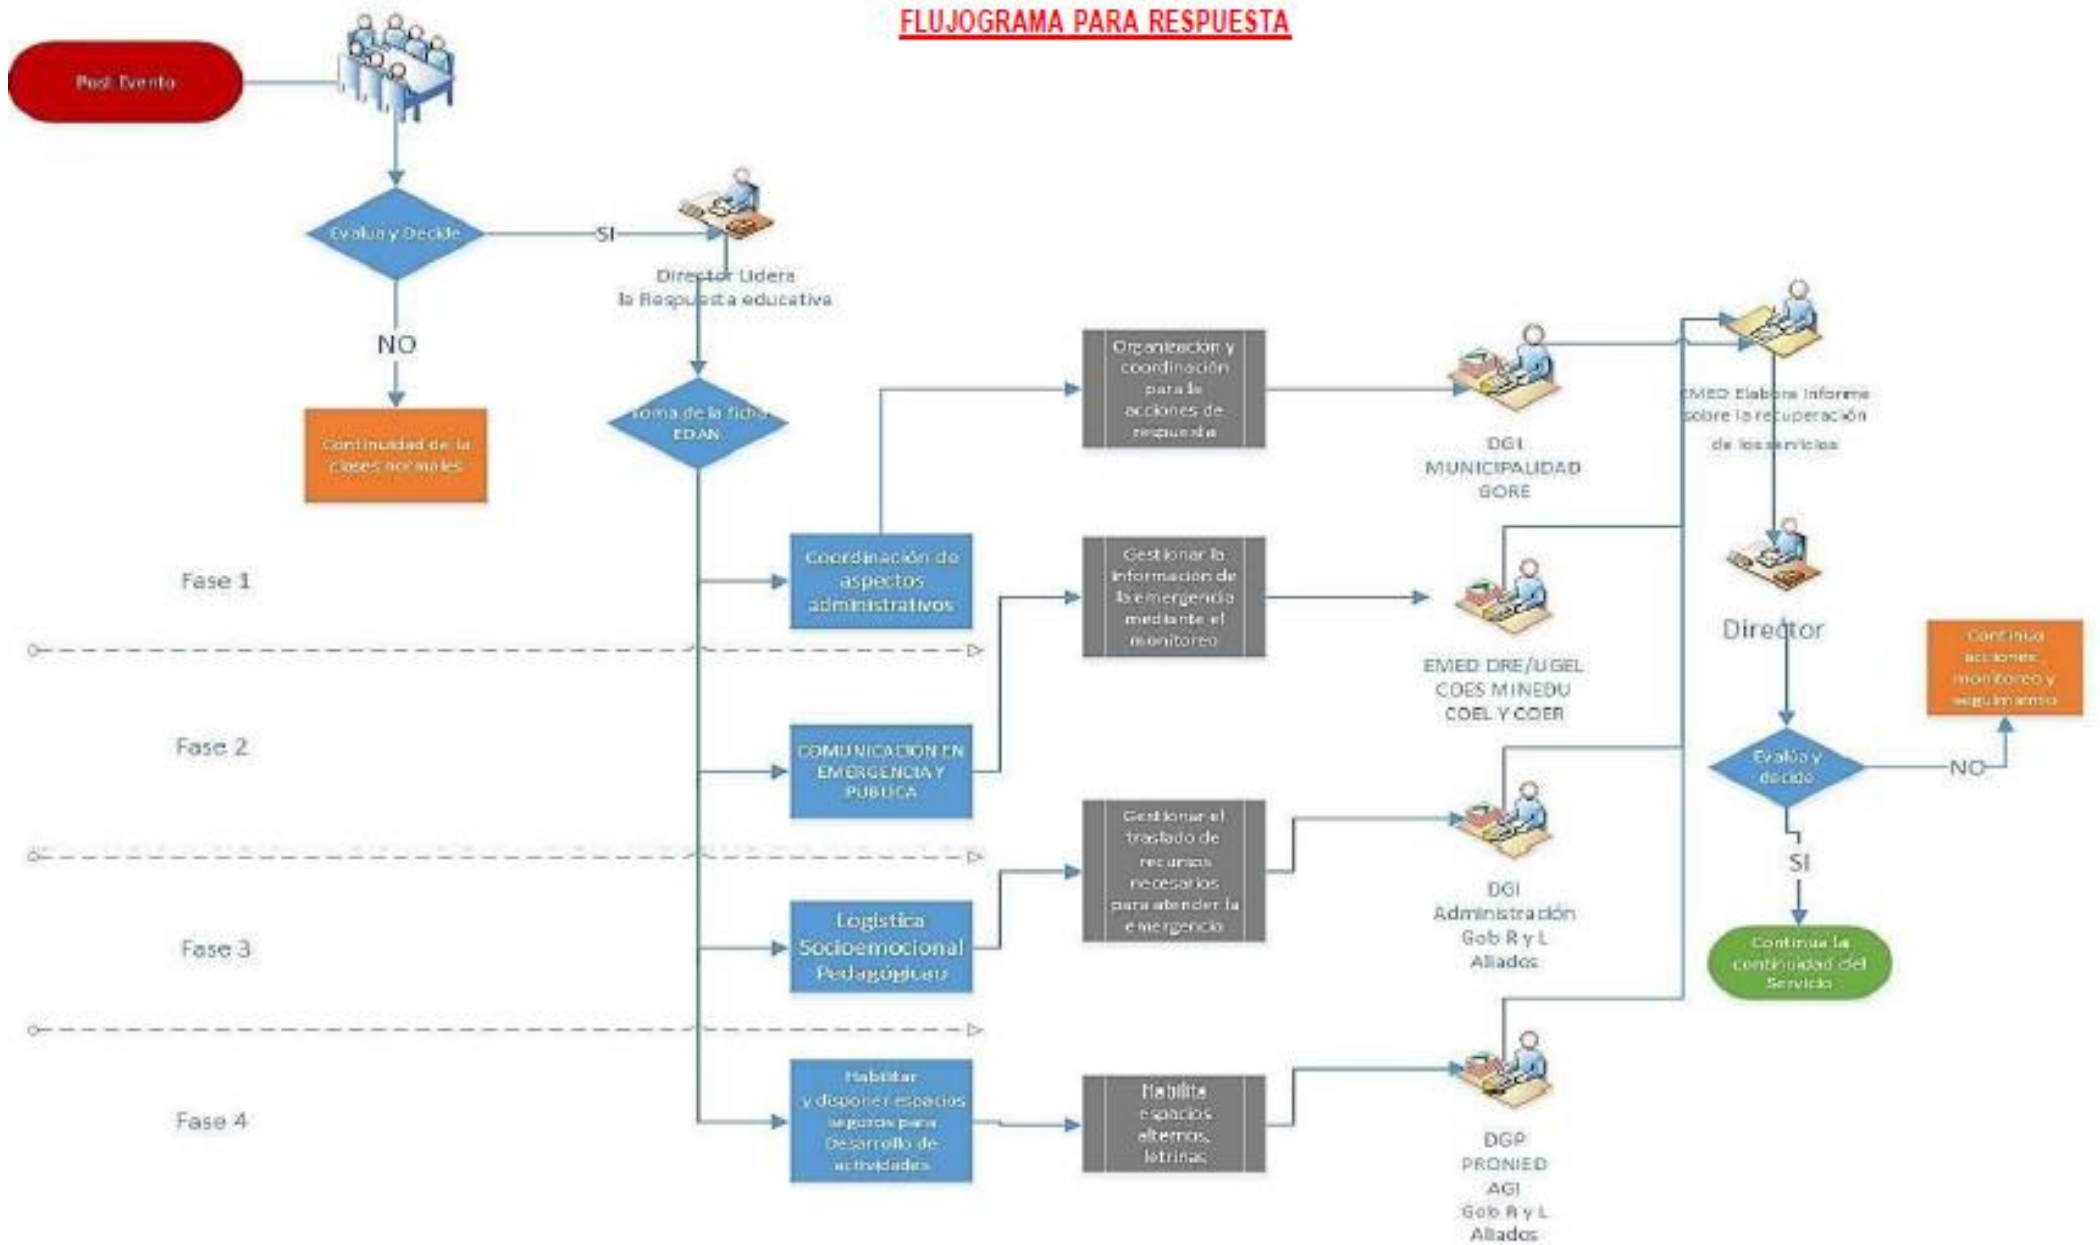 FLUJOGRAMA PARA RESPUESTA
Post Evento
Evalua y Decide
SI
Director Lidera
la Respuesta educativa
NO
Continuidad de la
clases normales
Toma de la ficha
EDAN
Organización y
coordinación
para la
acciones de
respuesta
DGI
MUNICIPALIDAD
GORE
EMED Elabora Informe
sobre la recuperación
de los servicios
Fase 1
Coordinación de
aspectos
administrativos
Gestionar la
información de
la emergencia
mediante el
monitoreo
EMED DRE/UGEL
COES MINEDU
COEL Y COER
Director
Continua
acciones
monitoreo y
seguimiento
Fase 2
COMUNICACIÓN EN
EMERGENCIA Y
PUBLICA
Evalúa y
decide
NO
SI
Continua la
continuidad del
Servicio
Fase 3
Logistica
Socioemocional
Gestionar el
traslado de
recursos
necesarios
para atender la
emergencia
DGI
Administración
Gob R y L
Aliados
Fase 4
Habilitar
y disponer espacios
seguros para
Desarrollo de
actividades
Habilita
espacios
alternos,
letrinas
DGP
PRONIED
AGI
Gob R y L
Aliados